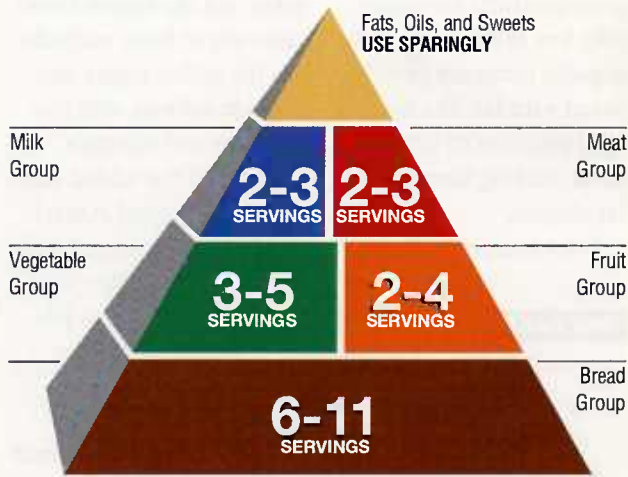 Fats, Oils, and Sweets
USE SPARINGLY
Milk
Group
2-3
SERVINGS
2-3
SERVINGS
Meat
Group
Vegetable
Group
3-5
SERVINGS
2-4
SERVINGS
Fruit
Group
6-11
SERVINGS
Bread
Group